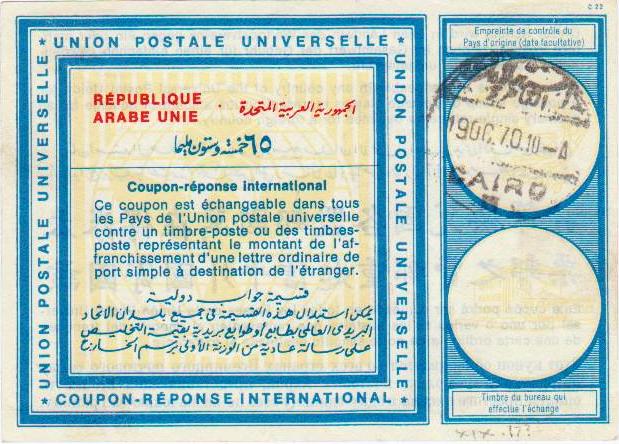 C 22
* UNION POSTALE UNIVERSELLE *
UNION POSTALE UNIVERSELLE
UNION POSTALE UNIVERSELLE
RÉPUBLIQUE
ARABE UNIE
الجمهورية العربية المتحدة
٦٥ خمسة وستون مليما
Coupon-réponse international
Ce coupon est échangeable dans tous
les Pays de l'Union postale universelle
contre un timbre-poste ou des timbres-
poste représentant le montant de l'af-
franchissement d'une lettre ordinaire de
port simple à destination de l'étranger.
قسيمة جواب دولية
يمكن استبدال هذه القسيمة في جميع بلدان الاتحاد
البريدي العالمي بطابع أو طوابع بريدية بقيمة التخليص
على رسالة عادية من الوزنة الأولى برسم الخارج
* COUPON-RÉPONSE INTERNATIONAL *
Empreinte de contrôle du
Pays d'origine (date facultative)
19 OC. 70. 10 - A
CAIRO
Timbre du bureau qui
effectue l'échange